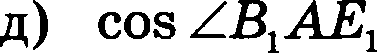 д) cos ∠B₁AE₁